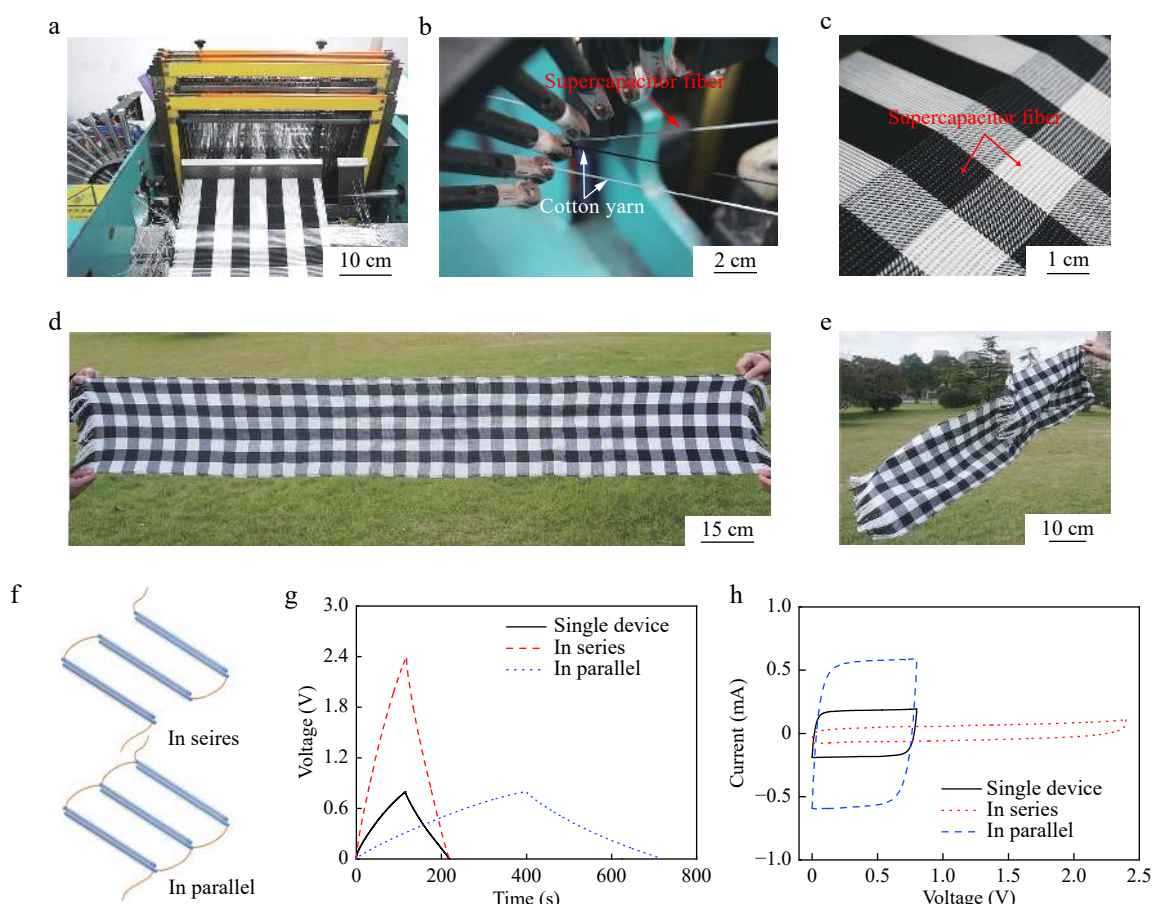 a
10 cm
b
Supercapacitor fiber
Cotton yarn
2 cm
c
Supercapacitor fiber
1 cm
d
15 cm
e
10 cm
f
In seires
In parallel
g
3.0
2.4
1.8
1.2
0.6
0
Voltage (V)
Single device
In series
In parallel
0 200 400 600 800
Time (s)
h
1.0
0.5
0
−0.5
−1.0
Current (mA)
Single device
In series
In parallel
0 0.5 1.0 1.5 2.0 2.5
Voltage (V)